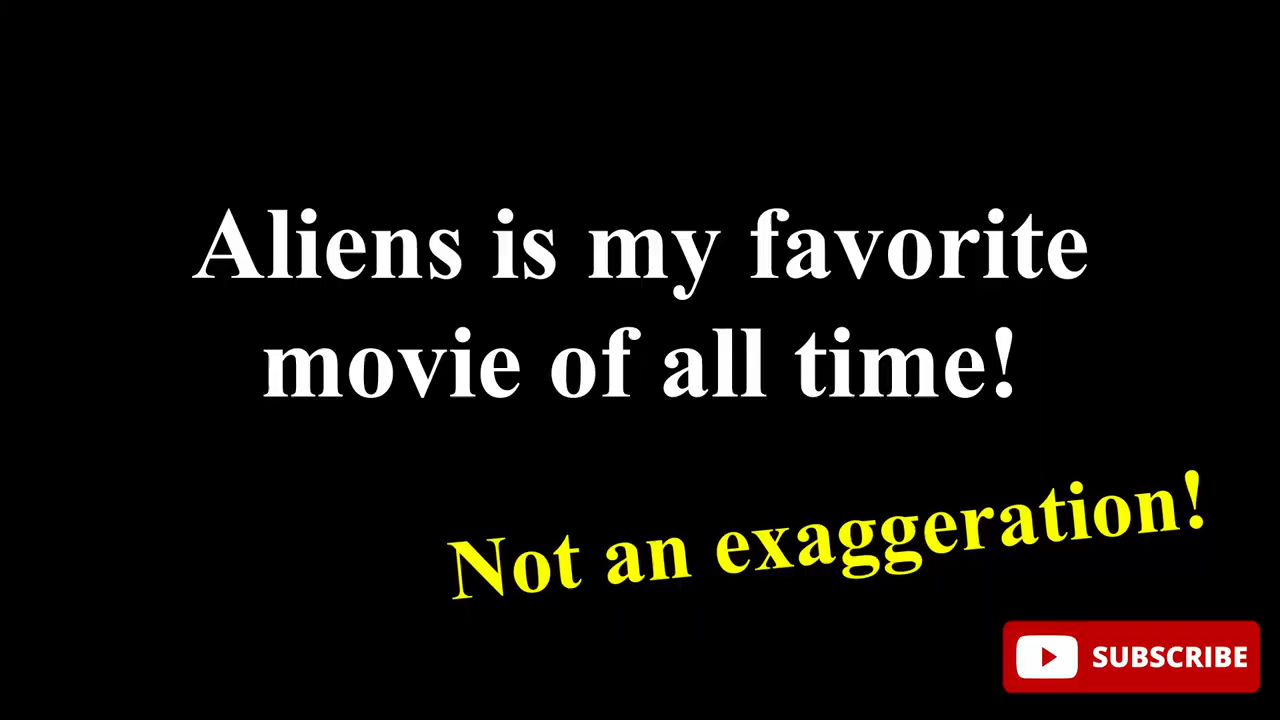 Aliens is my favorite
movie of all time!
Not an exaggeration!
SUBSCRIBE